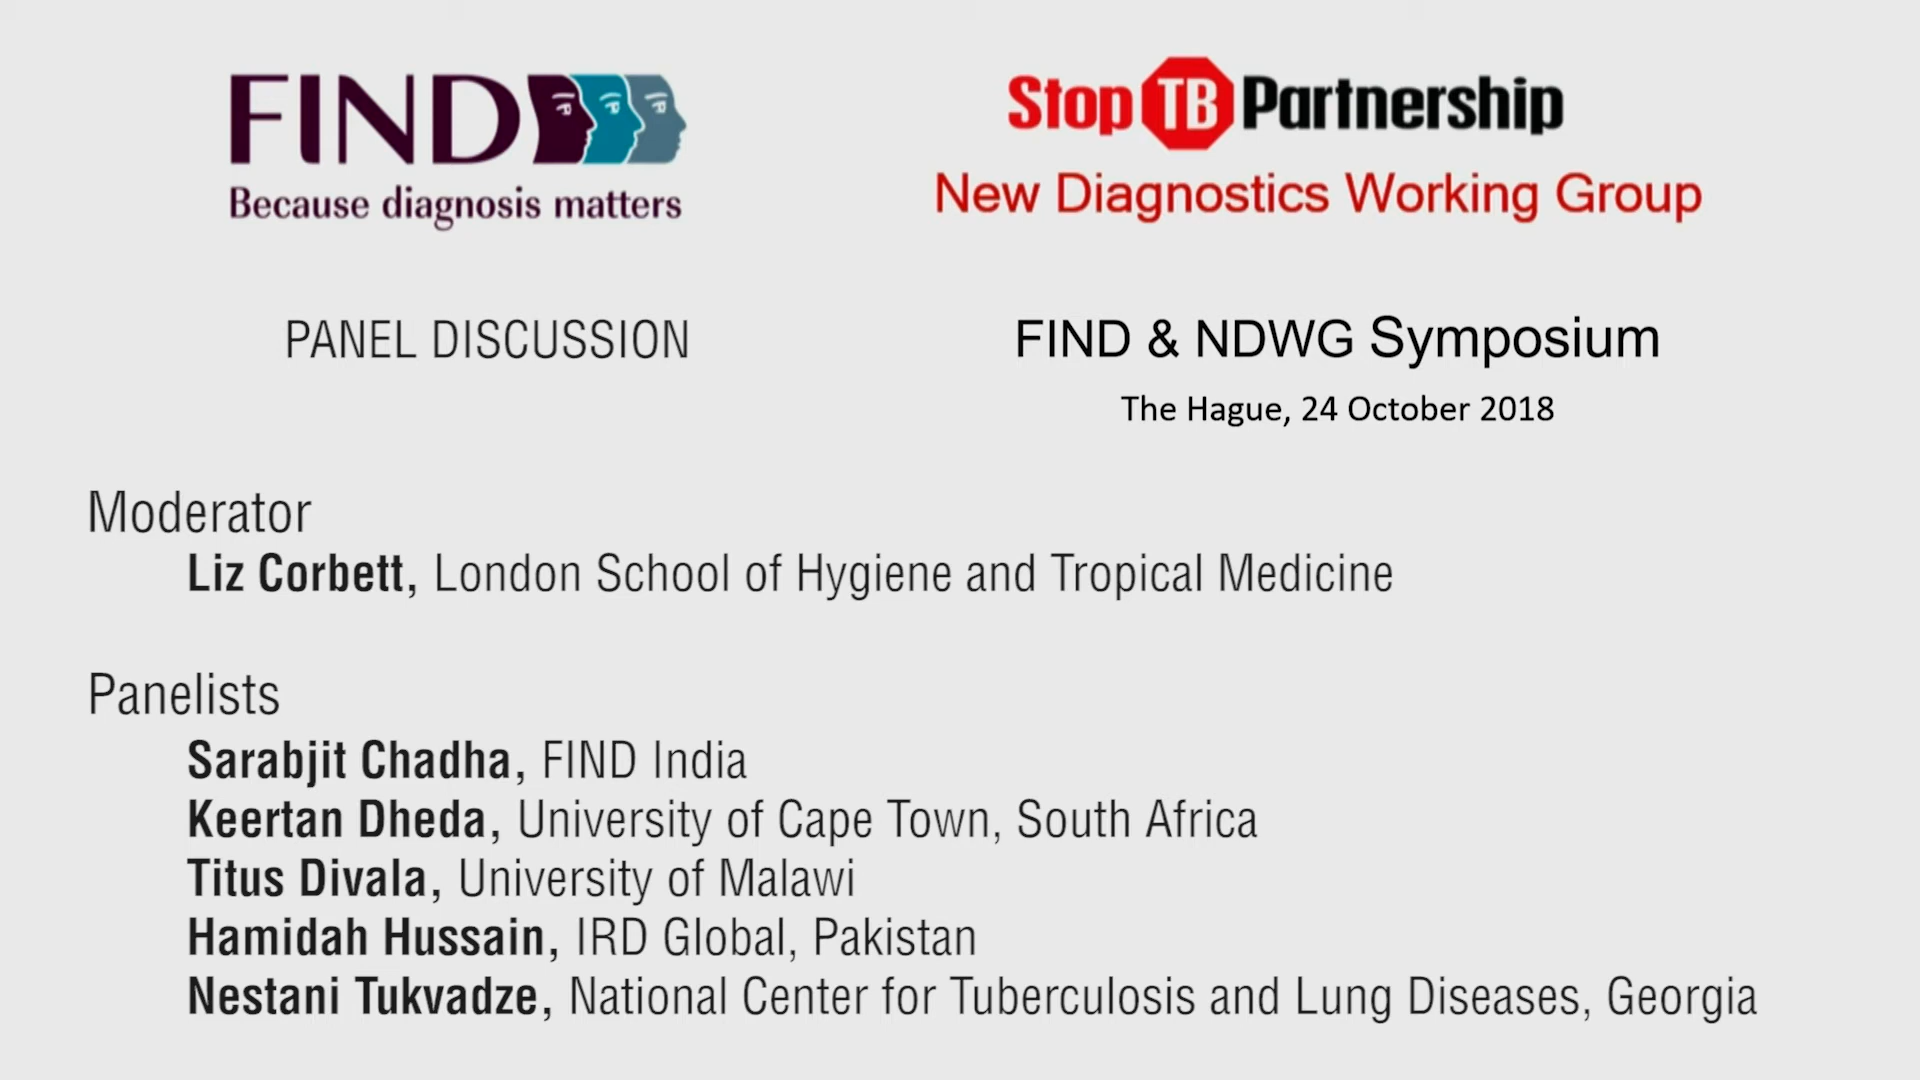 FIND
Because diagnosis matters
Stop TB Partnership
New Diagnostics Working Group
PANEL DISCUSSION
FIND & NDWG Symposium
The Hague, 24 October 2018
Moderator
Liz Corbett, London School of Hygiene and Tropical Medicine
Panelists
Sarabjit Chadha, FIND India
Keertan Dheda, University of Cape Town, South Africa
Titus Divala, University of Malawi
Hamidah Hussain, IRD Global, Pakistan
Nestani Tukvadze, National Center for Tuberculosis and Lung Diseases, Georgia